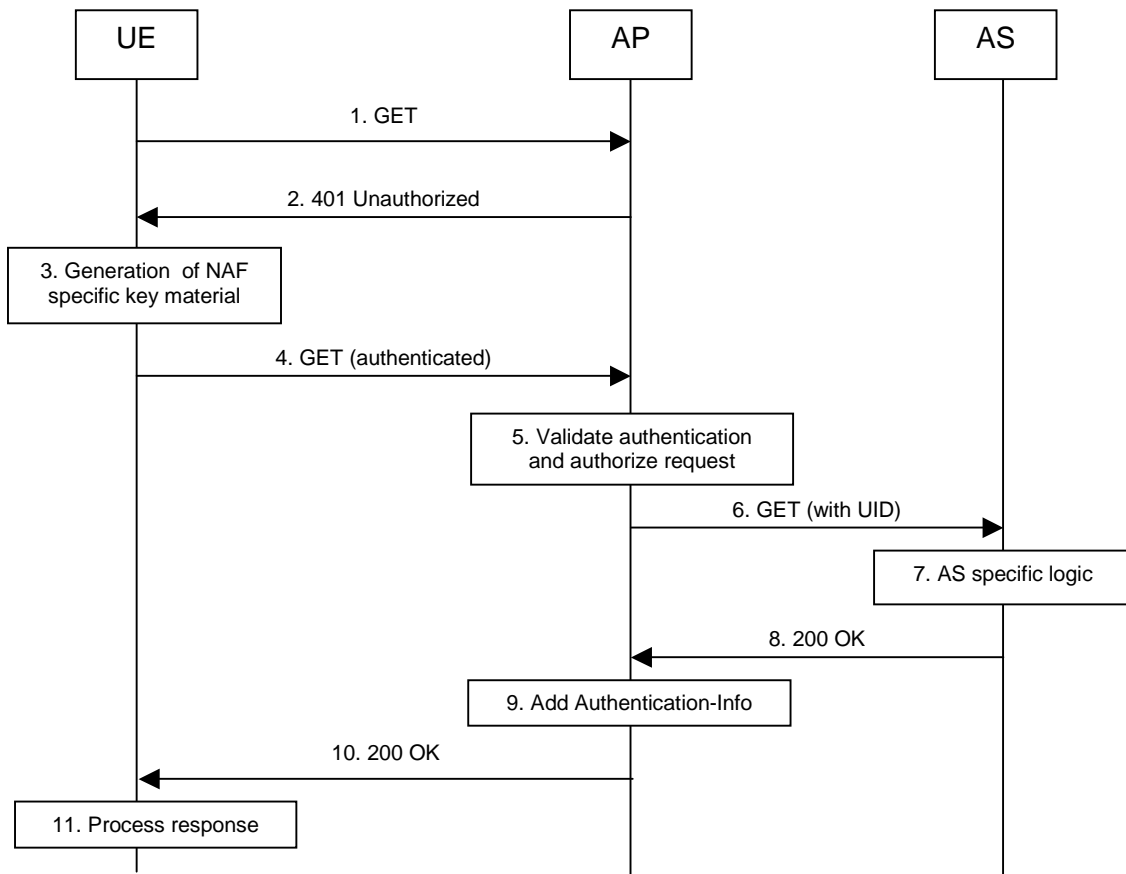 UE
AP
AS
1. GET
2. 401 Unauthorized
3. Generation of NAF
specific key material
4. GET (authenticated)
5. Validate authentication
and authorize request
6. GET (with UID)
7. AS specific logic
8. 200 OK
9. Add Authentication-Info
10. 200 OK
11. Process response